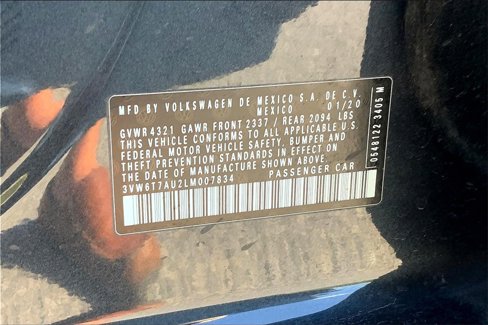 MFD BY VOLKSWAGEN DE MEXICO S.A. DE C.V.
MEXICO 01/20
GVWR 4321 GAWR FRONT 2337 / REAR 2094 LBS
THIS VEHICLE CONFORMS TO ALL APPLICABLE U.S.
FEDERAL MOTOR VEHICLE SAFETY, BUMPER AND
THEFT PREVENTION STANDARDS IN EFFECT ON
THE DATE OF MANUFACTURE SHOWN ABOVE.
3VW6T7AU2LM007834 PASSENGER CAR
0548122 3405 M